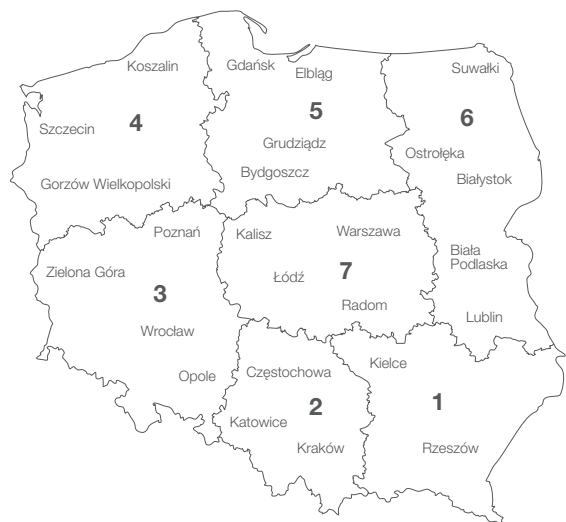 Koszalin
Szczecin
4
Gorzów Wielkopolski
Gdańsk
Elbląg
5
Grudziądz
Bydgoszcz
Suwałki
6
Ostrołęka
Białystok
Biała
Podlaska
Lublin
Poznań
Zielona Góra
3
Wrocław
Opole
Kalisz
Warszawa
Łódź
7
Radom
Częstochowa
2
Katowice
Kraków
Kielce
1
Rzeszów